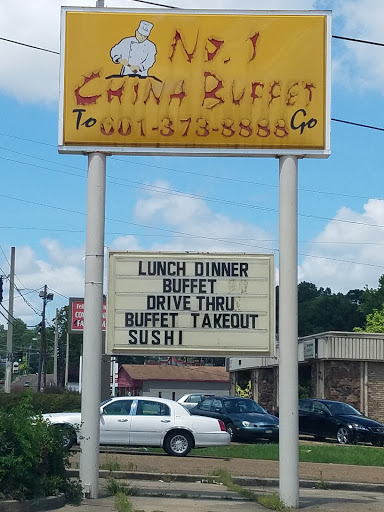 No. 1
China Buffet
To 601-373-8888 Go
LUNCH DINNER
BUFFET
DRIVE THRU
BUFFET TAKEOUT
SUSHI